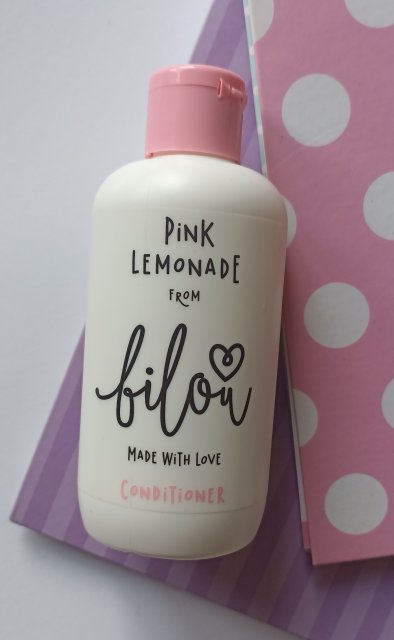 PiNK
LEMONADE
FROM
bilou
MADE WiTH LOVE
CONDiTiONER